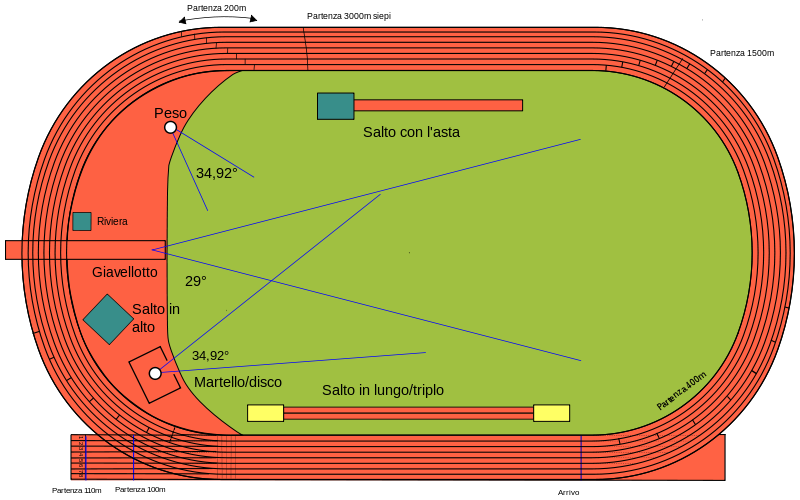 Partenza 200m
Partenza 3000m siepi
Partenza 1500m
Peso
Salto con l'asta
34,92°
Riviera
Giavellotto
29°
Salto in
alto
34,92°
Martello/disco
Salto in lungo/triplo
Partenza 400m
Partenza 110m
Partenza 100m
Arrivo